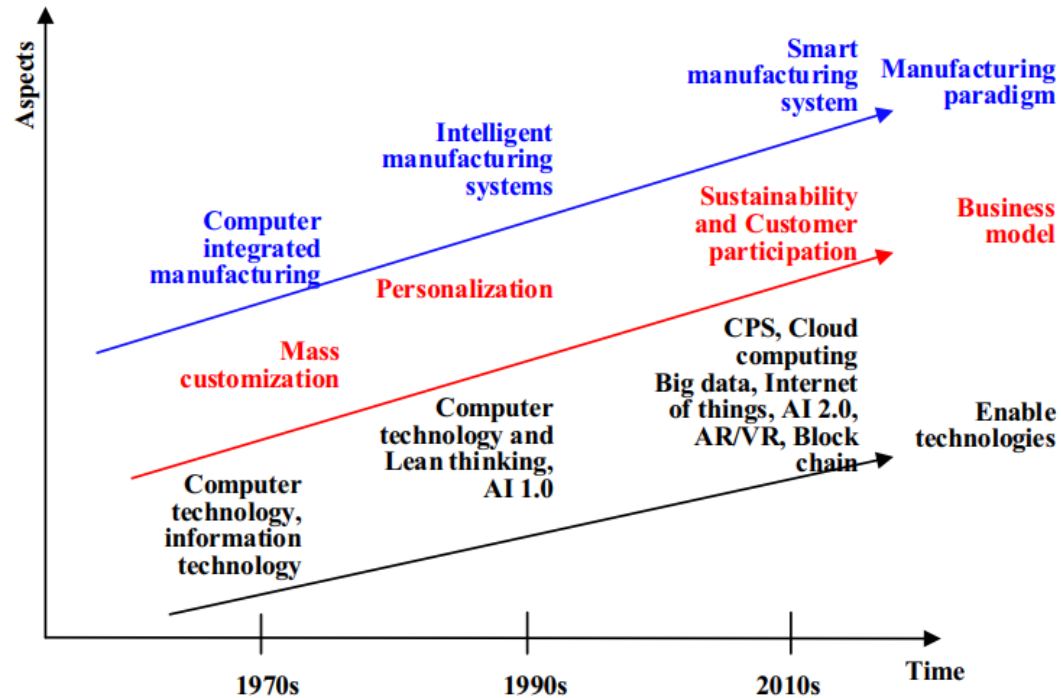 Aspects
Smart
manufacturing
system
Manufacturing
paradigm
Intelligent
manufacturing
systems
Computer
integrated
manufacturing
Sustainability
and Customer
participation
Business
model
Personalization
Mass
customization
CPS, Cloud
computing
Big data, Internet
of things, AI 2.0,
AR/VR, Block
chain
Enable
technologies
Computer
technology and
Lean thinking,
AI 1.0
Computer
technology,
information
technology
1970s
1990s
2010s
Time